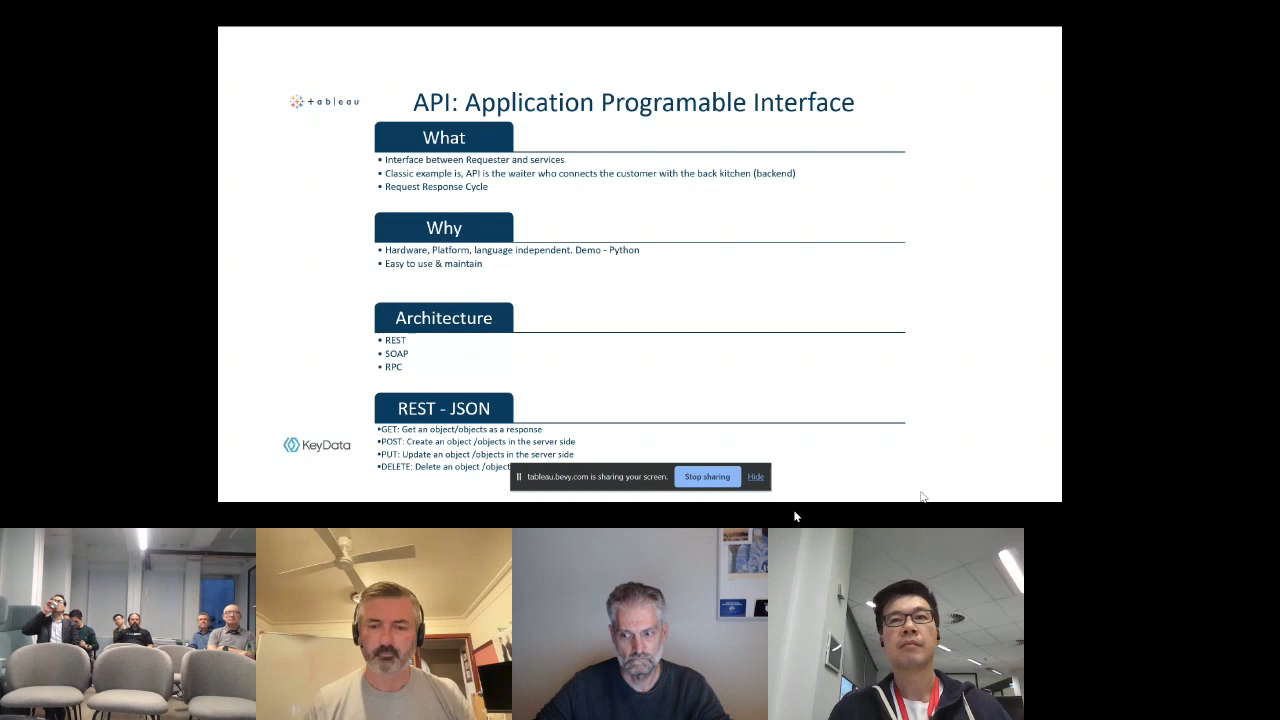 +ableau
API: Application Programable Interface
What
• Interface between Requester and services
• Classic example is, API is the waiter who connects the customer with the back kitchen (backend)
• Request Response Cycle
Why
• Hardware, Platform, language independent. Demo - Python
• Easy to use & maintain
Architecture
• REST
• SOAP
• RPC
REST - JSON
•GET: Get an object/objects as a response
•POST: Create an object /objects in the server side
•PUT: Update an object /objects in the server side
•DELETE: Delete an object /object
KeyData
tableau.bevy.com is sharing your screen. Stop sharing Hide